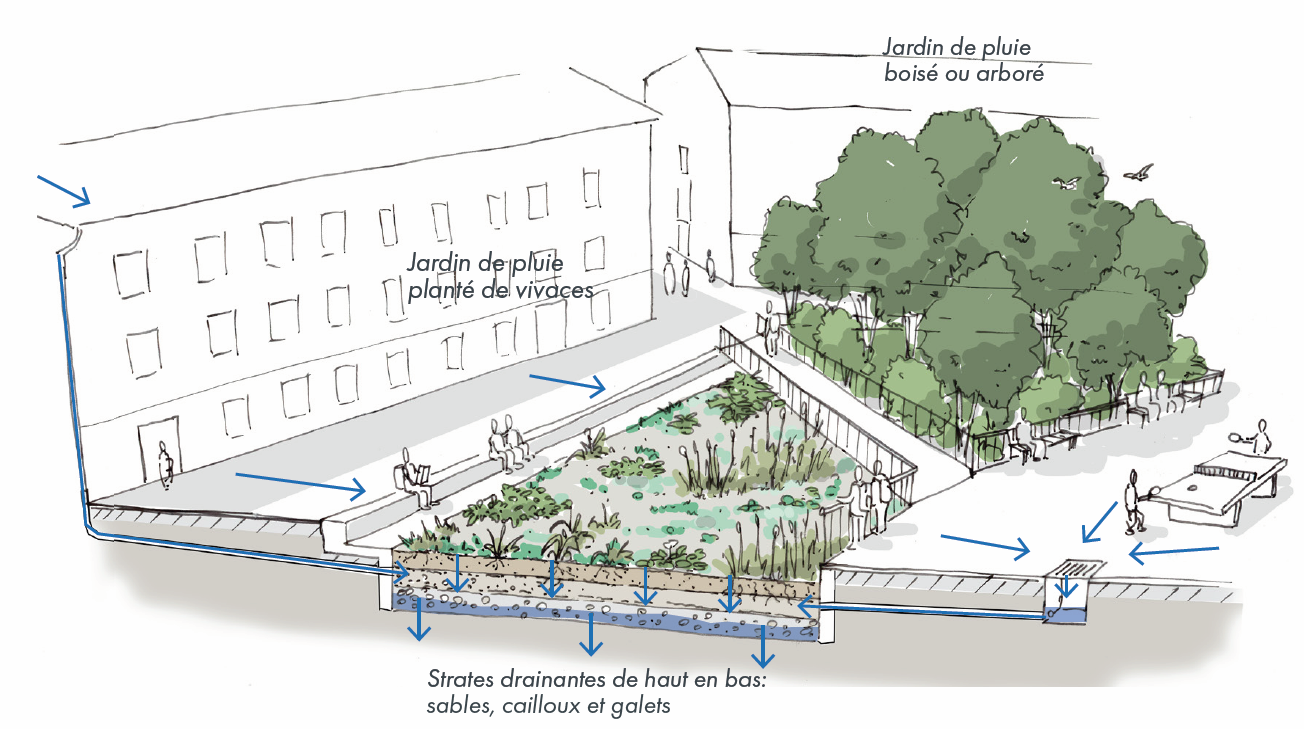 Jardin de pluie
boisé ou arboré
Jardin de pluie
planté de vivaces
Strates drainantes de haut en bas:
sables, cailloux et galets